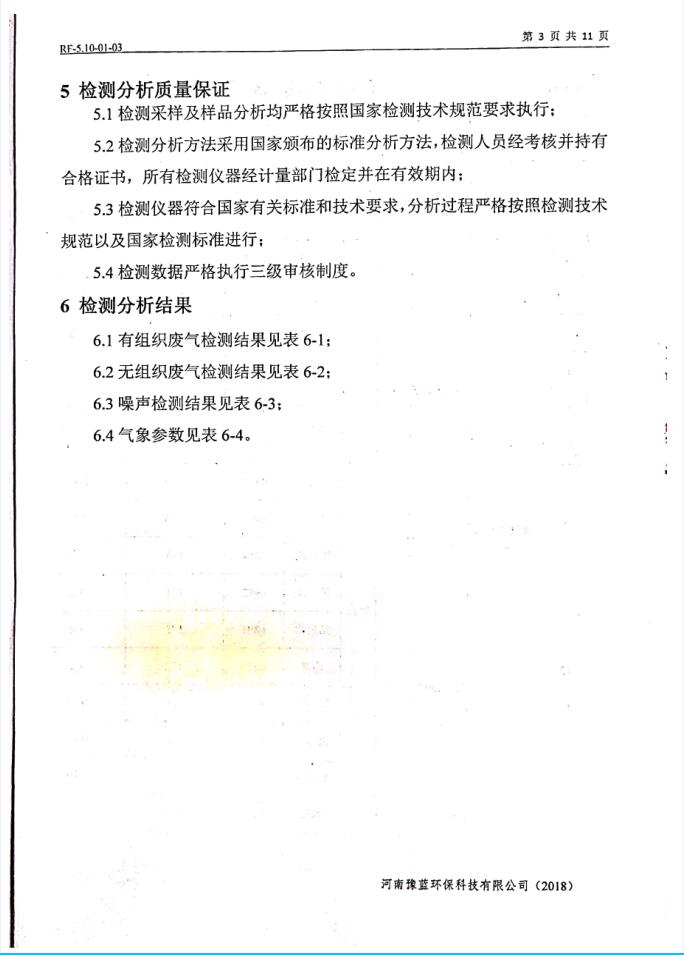 第 3 页 共 11 页
RF-5.10-01-03
5 检测分析质量保证
5.1 检测采样及样品分析均严格按照国家检测技术规范要求执行；
5.2 检测分析方法采用国家颁布的标准分析方法，检测人员经考核并持有
合格证书，所有检测仪器经计量部门检定并在有效期内；
5.3 检测仪器符合国家有关标准和技术要求，分析过程严格按照检测技术
规范以及国家检测标准进行；
5.4 检测数据严格执行三级审核制度。
6 检测分析结果
6.1 有组织废气检测结果见表 6-1；
6.2 无组织废气检测结果见表 6-2；
6.3 噪声检测结果见表 6-3；
6.4 气象参数见表 6-4。
河南豫蓝环保科技有限公司（2018）